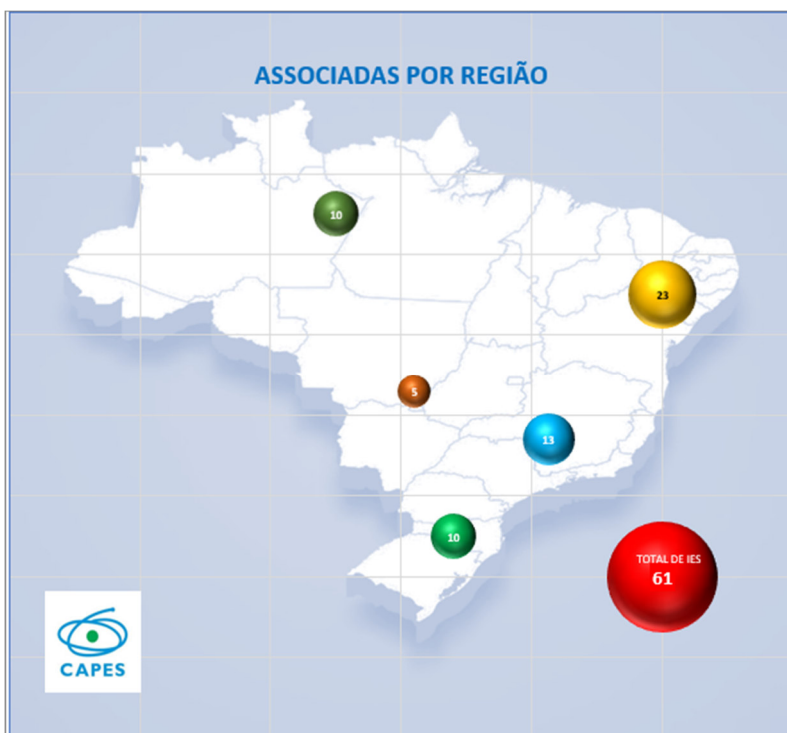 ASSOCIADAS POR REGIÃO
10
23
5
13
10
TOTAL DE IES
61
CAPES